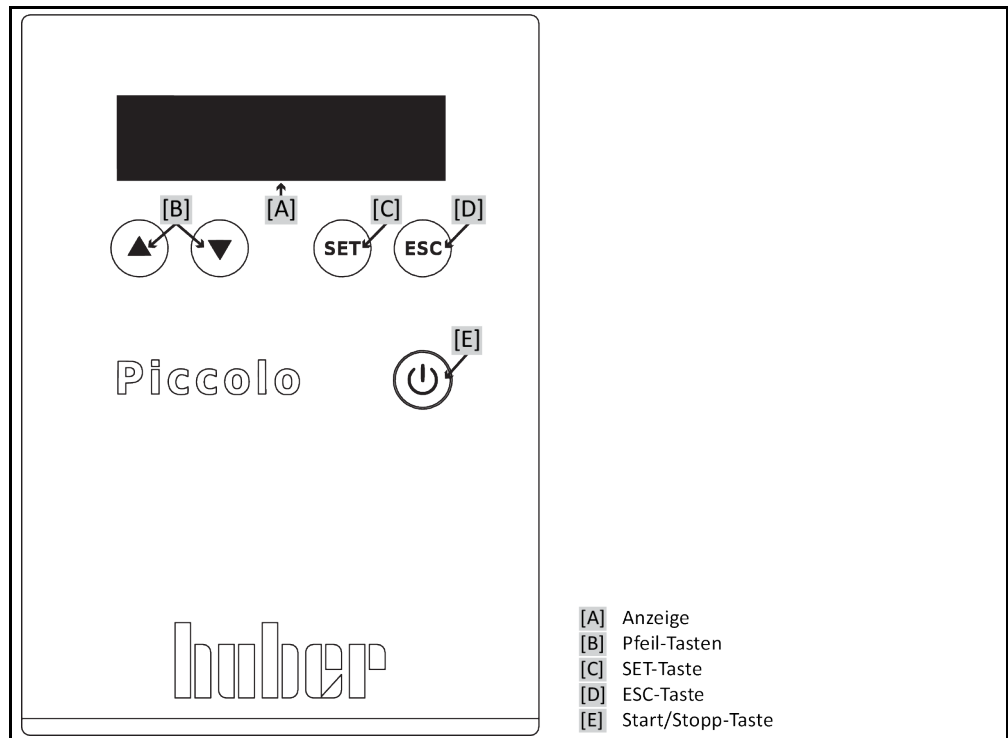 [B] [A] [C] [D]
SET ESC
[E]
Piccolo
huber
[A] Anzeige
[B] Pfeil-Tasten
[C] SET-Taste
[D] ESC-Taste
[E] Start/Stopp-Taste